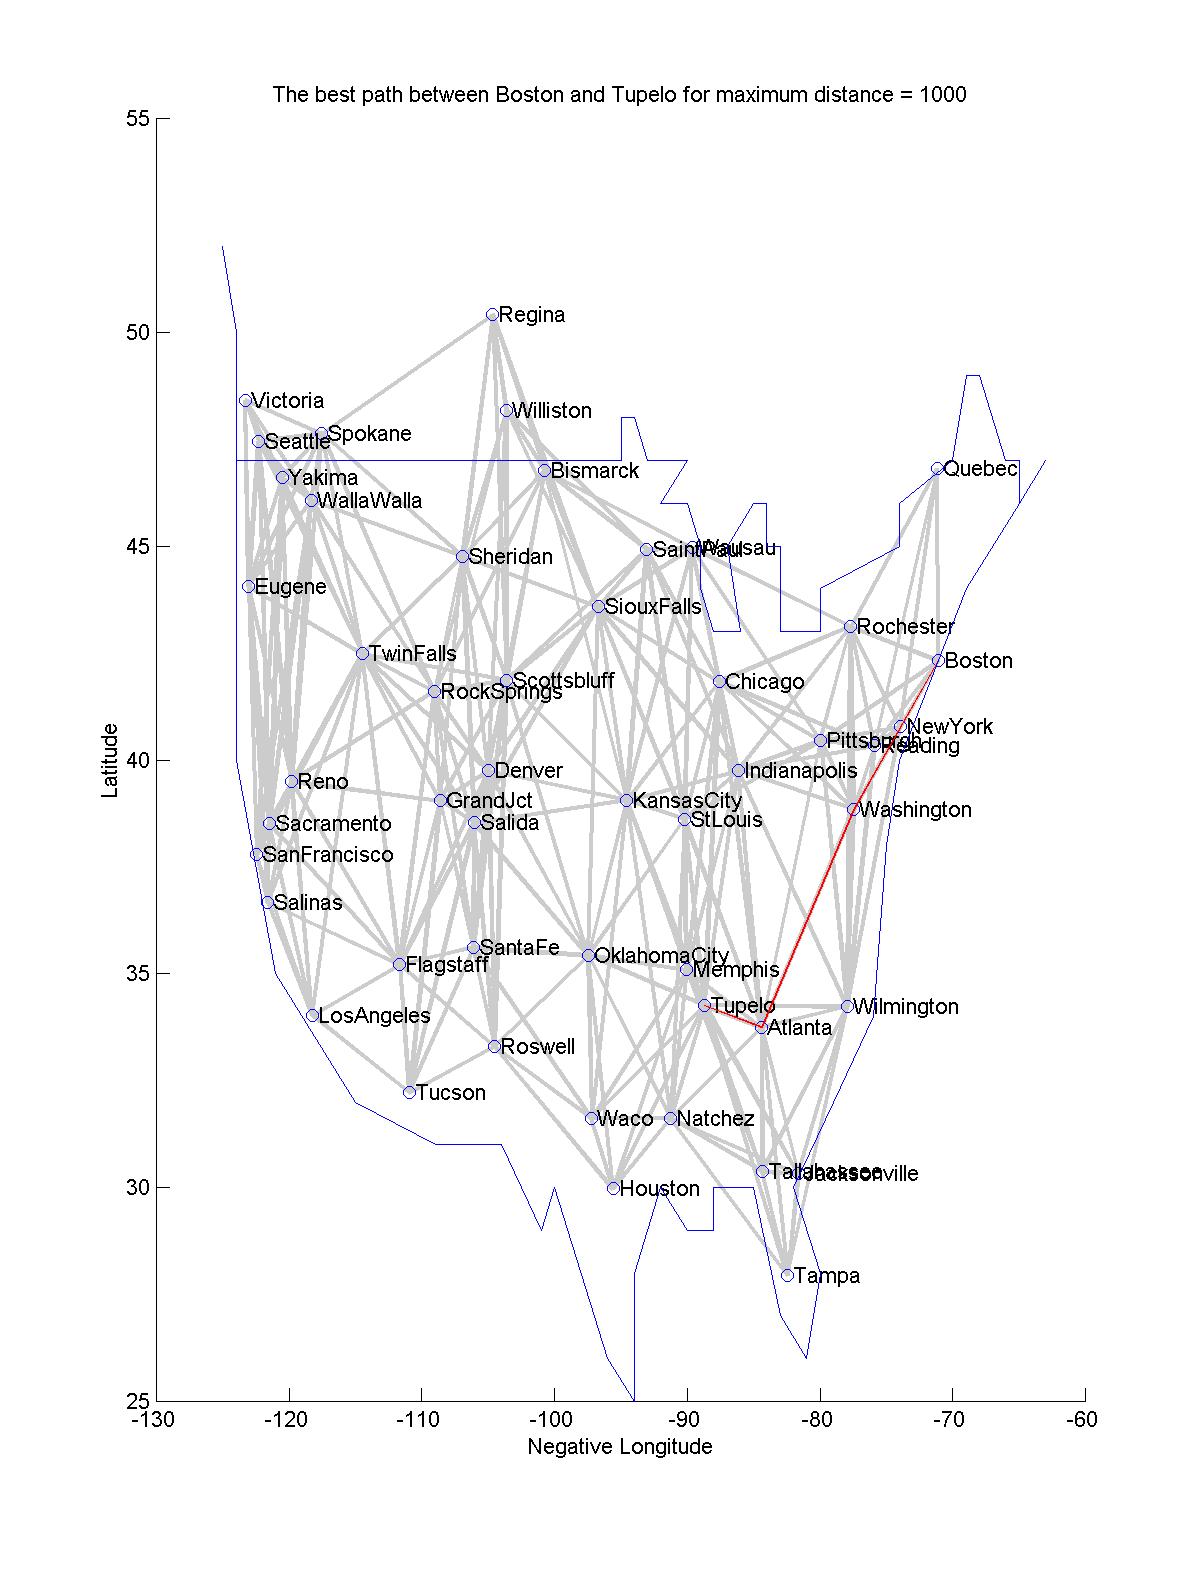 The best path between Boston and Tupelo for maximum distance = 1000
55
Regina
50
Victoria
Williston
Spokane
Seattle
Bismarck
Quebec
Yakima
WallaWalla
45
SaintPaul
Wausau
Sheridan
Eugene
SiouxFalls
Rochester
TwinFalls
Boston
Scottsbluff
Chicago
RockSprings
NewYork
Pittsburgh
Reading
Latitude
40
Denver
Indianapolis
Reno
GrandJct
KansasCity
Washington
Sacramento
Salida
StLouis
SanFrancisco
Salinas
SantaFe
OklahomaCity
35
Flagstaff
Memphis
Tupelo
Wilmington
LosAngeles
Atlanta
Roswell
Tucson
Waco
Natchez
Tallahassee
Jacksonville
30
Houston
Tampa
25
-130 -120 -110 -100 -90 -80 -70 -60
Negative Longitude